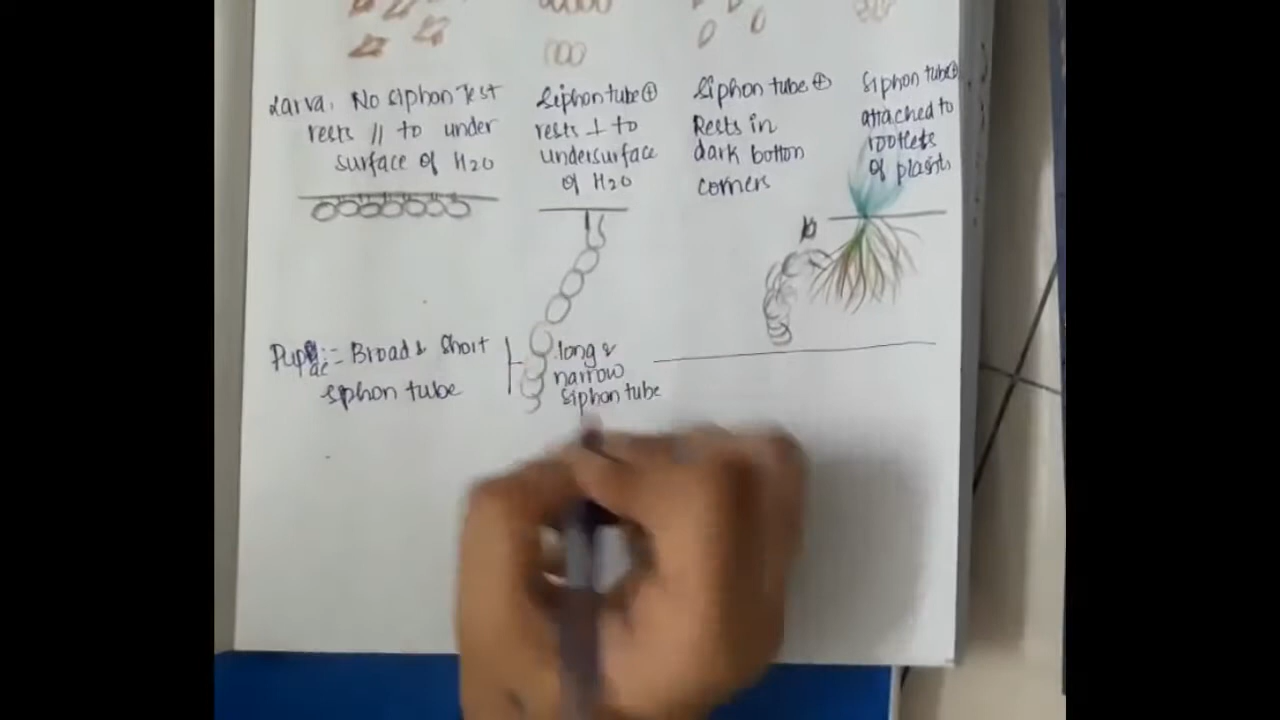 Larva: No siphon Test
rests // to under
surface of H2O
Siphon tube ⊕
rests ⊥ to
undersurface
of H2O
Siphon tube ⊕
Rests in
dark botton
corners
Siphon tube ⊕
attached to
rootlets
of plants
Pupae :- Broad & short
siphon tube
long &
narrow
siphon tube